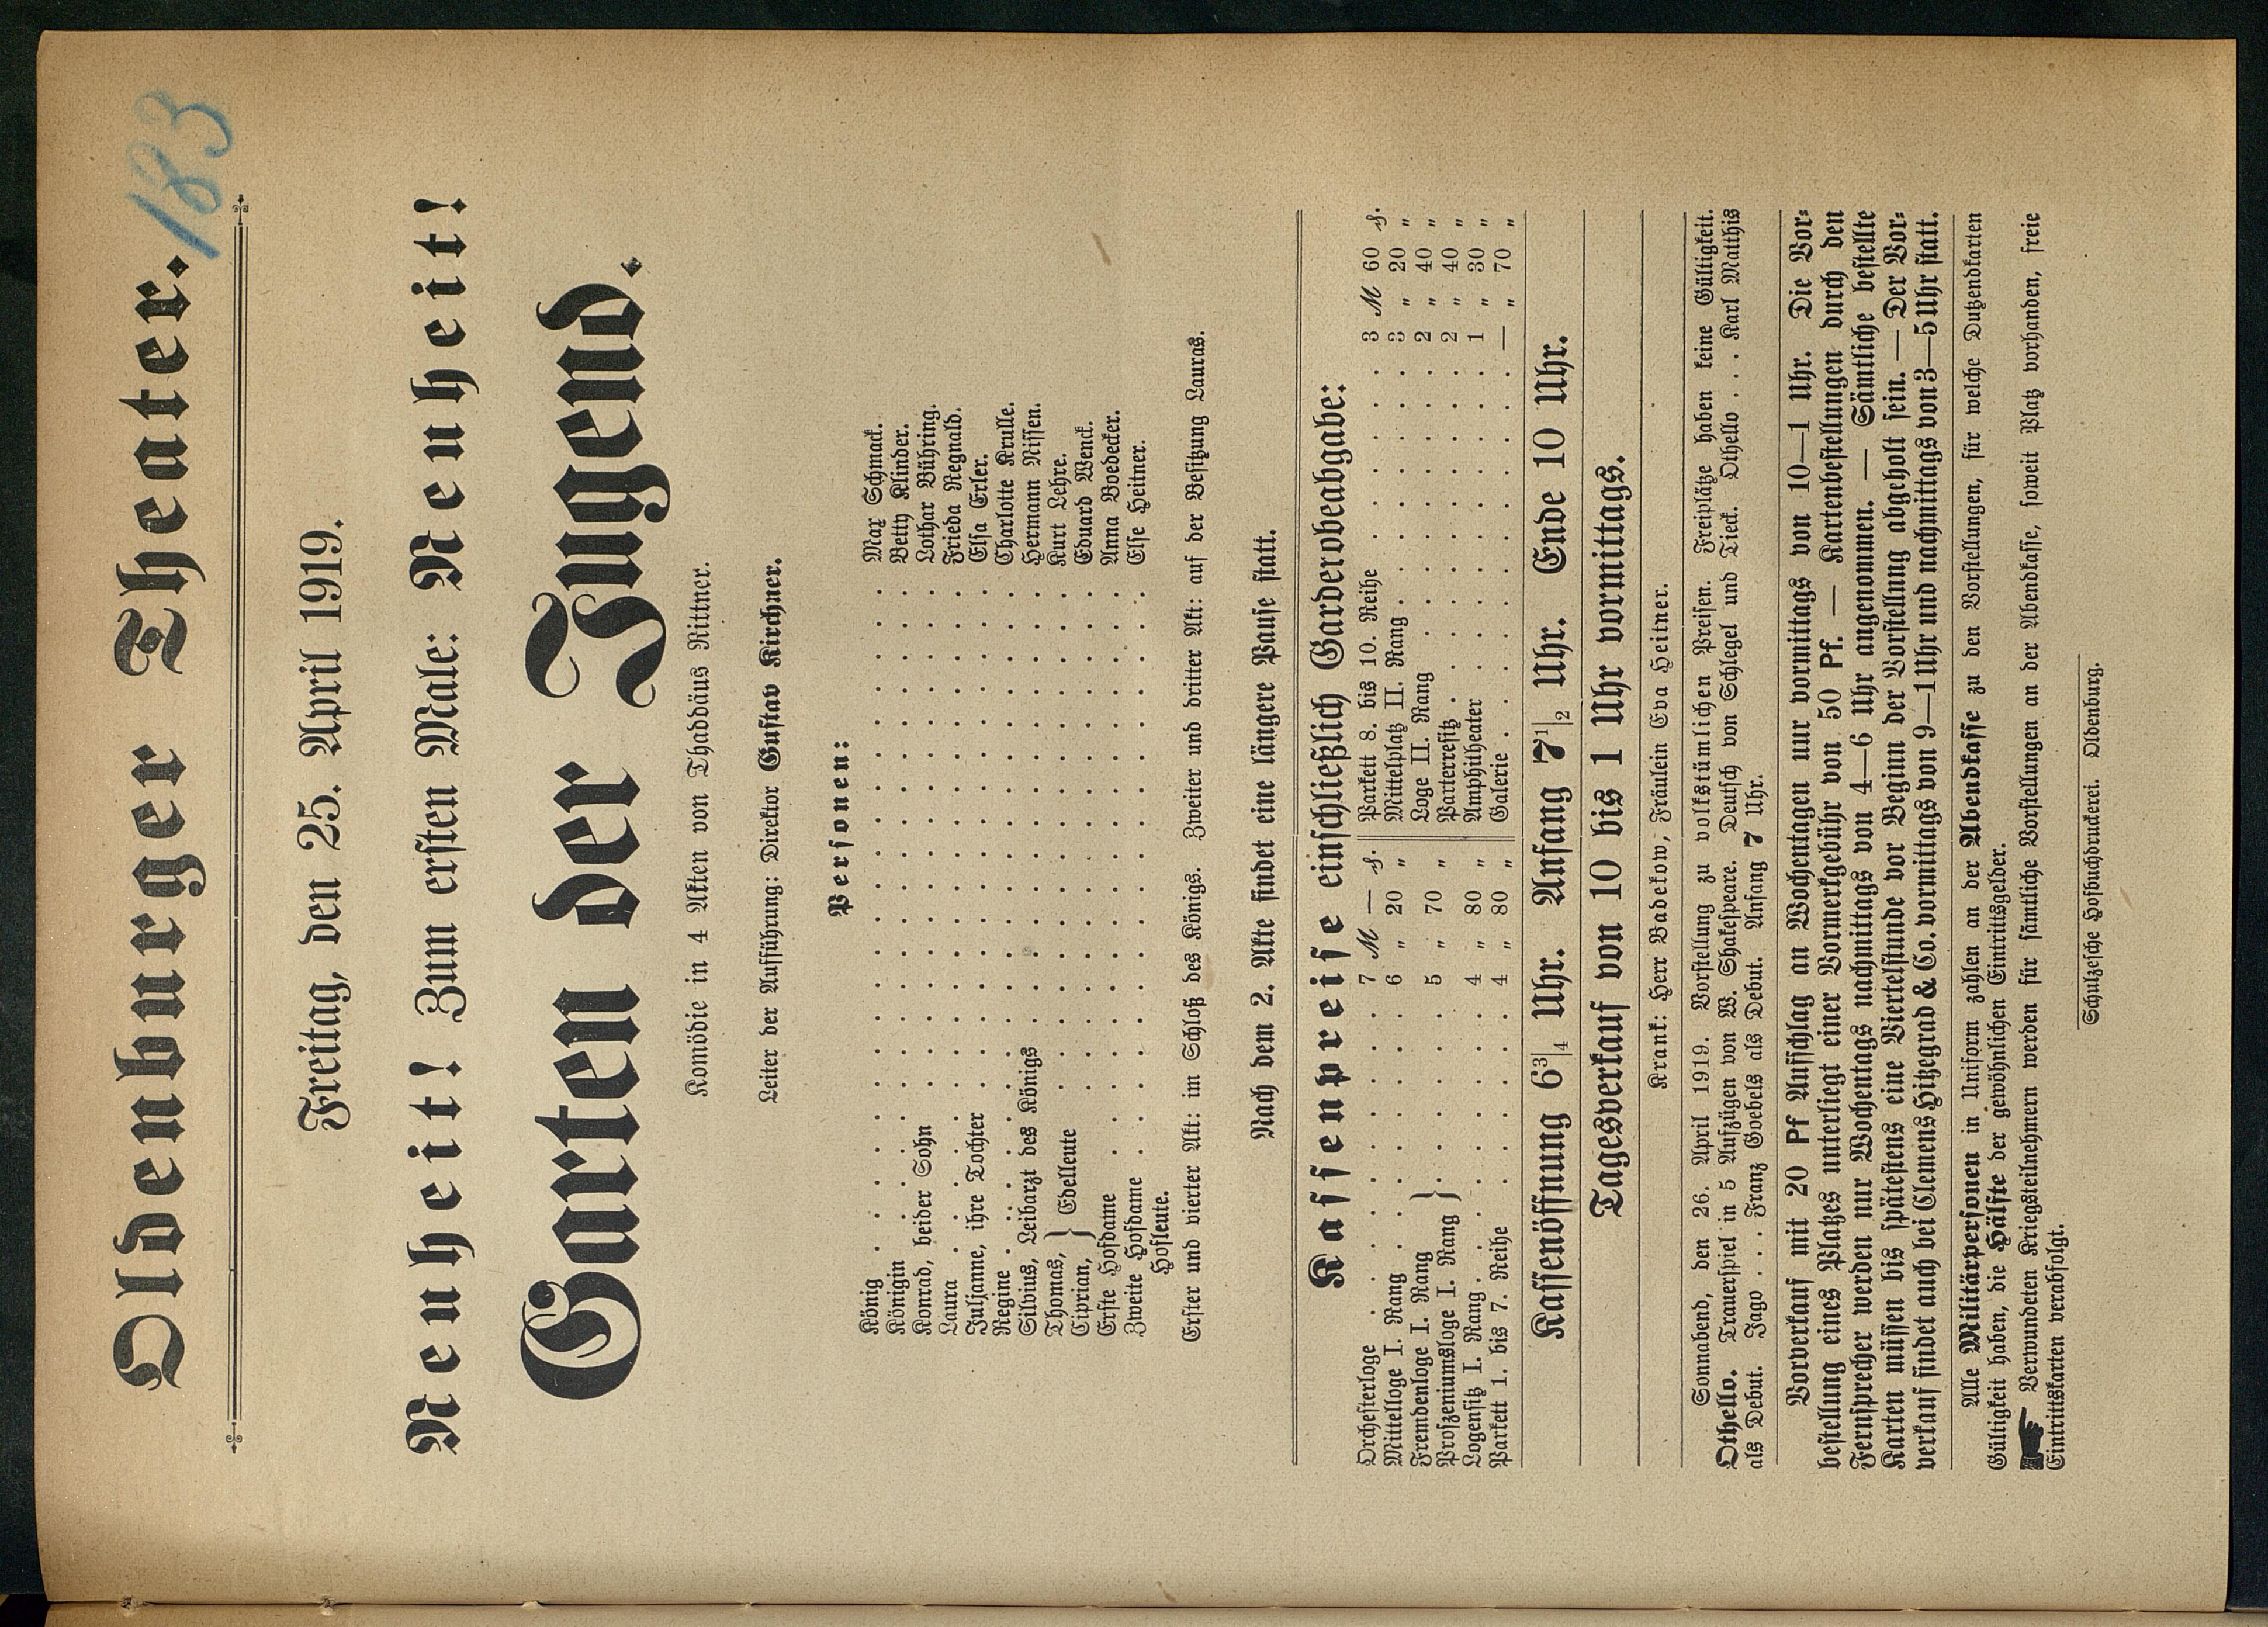 183
Oldenburger Theater.
Freitag, den 25. April 1919.
Neuheit! Zum ersten Male: Neuheit!
Garten der Jugend.
Komödie in 4 Akten von Thaddäus Rittner.
Leiter der Aufführung: Direktor Gustav Kirchner.
Personen:
König . . . . . . . . . . . . . . . . Max Schmack.
Königin . . . . . . . . . . . . . . . . Betty Klinder.
Konrad, beider Sohn . . . . . . . . . . . . . . Lothar Bühring.
Laura . . . . . . . . . . . . . . . . Frieda Regnald.
Juljanne, ihre Tochter . . . . . . . . . . . . . . Elsa Erler.
Regine . . . . . . . . . . . . . . . . Charlotte Krulle.
Silvius, Leibarzt des Königs . . . . . . . . . . . . Hermann Nissen.
Thomas, } Edelleute . . . . . . . . . . . . . . Kurt Lehre.
Ciprian, } . . . . . . . . . . . . . . Eduard Wenck.
Erste Hofdame . . . . . . . . . . . . . . Anna Boedecker.
Zweite Hofdame . . . . . . . . . . . . . . Else Heitner.
Hofleute.
Erster und vierter Akt: im Schloß des Königs. Zweiter und dritter Akt: auf der Besitzung Lauras.
Nach dem 2. Akte findet eine längere Pause statt.
Kassenpreise einschließlich Garderobeabgabe:
Orchesterloge . . . . . . . . . 7 ℳ — ₰.
Mittelloge I. Rang . . . . . . . . 6 „ 20 „
Fremdenloge I. Rang }
Proszeniumsloge I. Rang } . . . . . . 5 „ 70 „
Logensitz I. Rang . . . . . . . . 4 „ 80 „
Parkett 1. bis 7. Reihe . . . . . . . 4 „ 80 „
Parkett 8. bis 10. Reihe . . . . . . . 3 ℳ 60 ₰.
Mittelplatz II. Rang . . . . . . . . 3 „ 20 „
Loge II. Rang . . . . . . . . . 2 „ 40 „
Parterresitz . . . . . . . . . . 2 „ 40 „
Amphitheater . . . . . . . . . . 1 „ 30 „
Galerie . . . . . . . . . . . — „ 70 „
Kassenöffnung 6¾ Uhr. Anfang 7½ Uhr. Ende 10 Uhr.
Tagesverkauf von 10 bis 1 Uhr vormittags.
Krank: Herr Badekow, Fräulein Eva Heitner.
Sonnabend, den 26. April 1919. Vorstellung zu volkstümlichen Preisen. Freiplätze haben keine Gültigkeit.
Othello. Trauerspiel in 5 Aufzügen von W. Shakespeare. Deutsch von Schlegel und Tieck. Othello . . . Karl Matthis
als Debut. Jago . . . Franz Goebels als Debut. Anfang 7 Uhr.
Vorverkauf mit 20 Pf Aufschlag an Wochentagen nur vormittags von 10—1 Uhr. Die Vor-
bestellung eines Platzes unterliegt einer Vormerkgebühr von 50 Pf. — Kartenbestellungen durch den
Fernsprecher werden nur Wochentags nachmittags von 4—6 Uhr angenommen. — Sämtliche bestellte
Karten müssen bis spätestens eine Viertelstunde vor Beginn der Vorstellung abgeholt sein. — Der Vor-
verkauf findet auch bei Clemens Hitzegrad & Co. vormittags von 9—1 Uhr und nachmittags von 3—5 Uhr statt.
Alle Militärpersonen in Uniform zahlen an der Abendkasse zu den Vorstellungen, für welche Dutzendkarten
Gültigkeit haben, die Hälfte der gewöhnlichen Eintrittsgelder.
☛ Verwundeten Kriegsteilnehmern werden für sämtliche Vorstellungen an der Abendkasse, soweit Platz vorhanden, freie
Eintrittskarten verabfolgt.
Schulzesche Hofbuchdruckerei. Oldenburg.